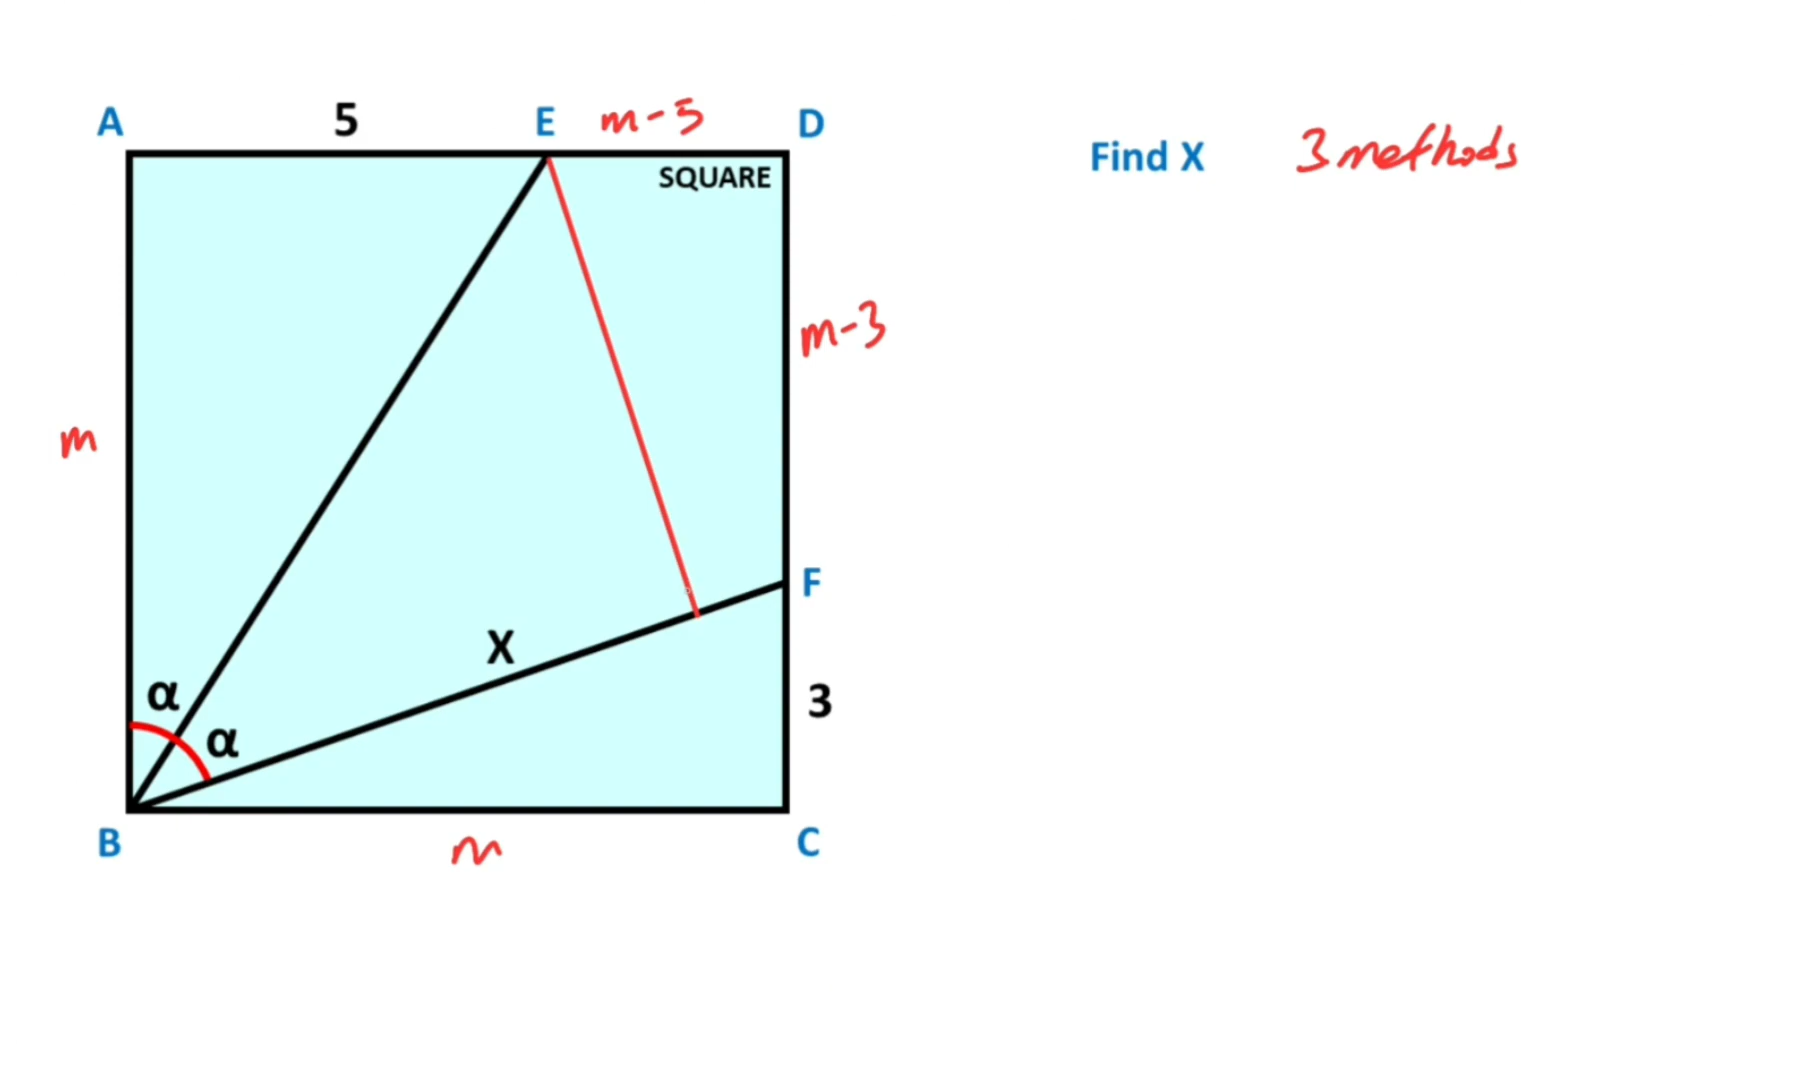 A 5 E m-5 D
SQUARE
Find X 3 methods
m-3
m
F
X
α
α
3
B
m
C